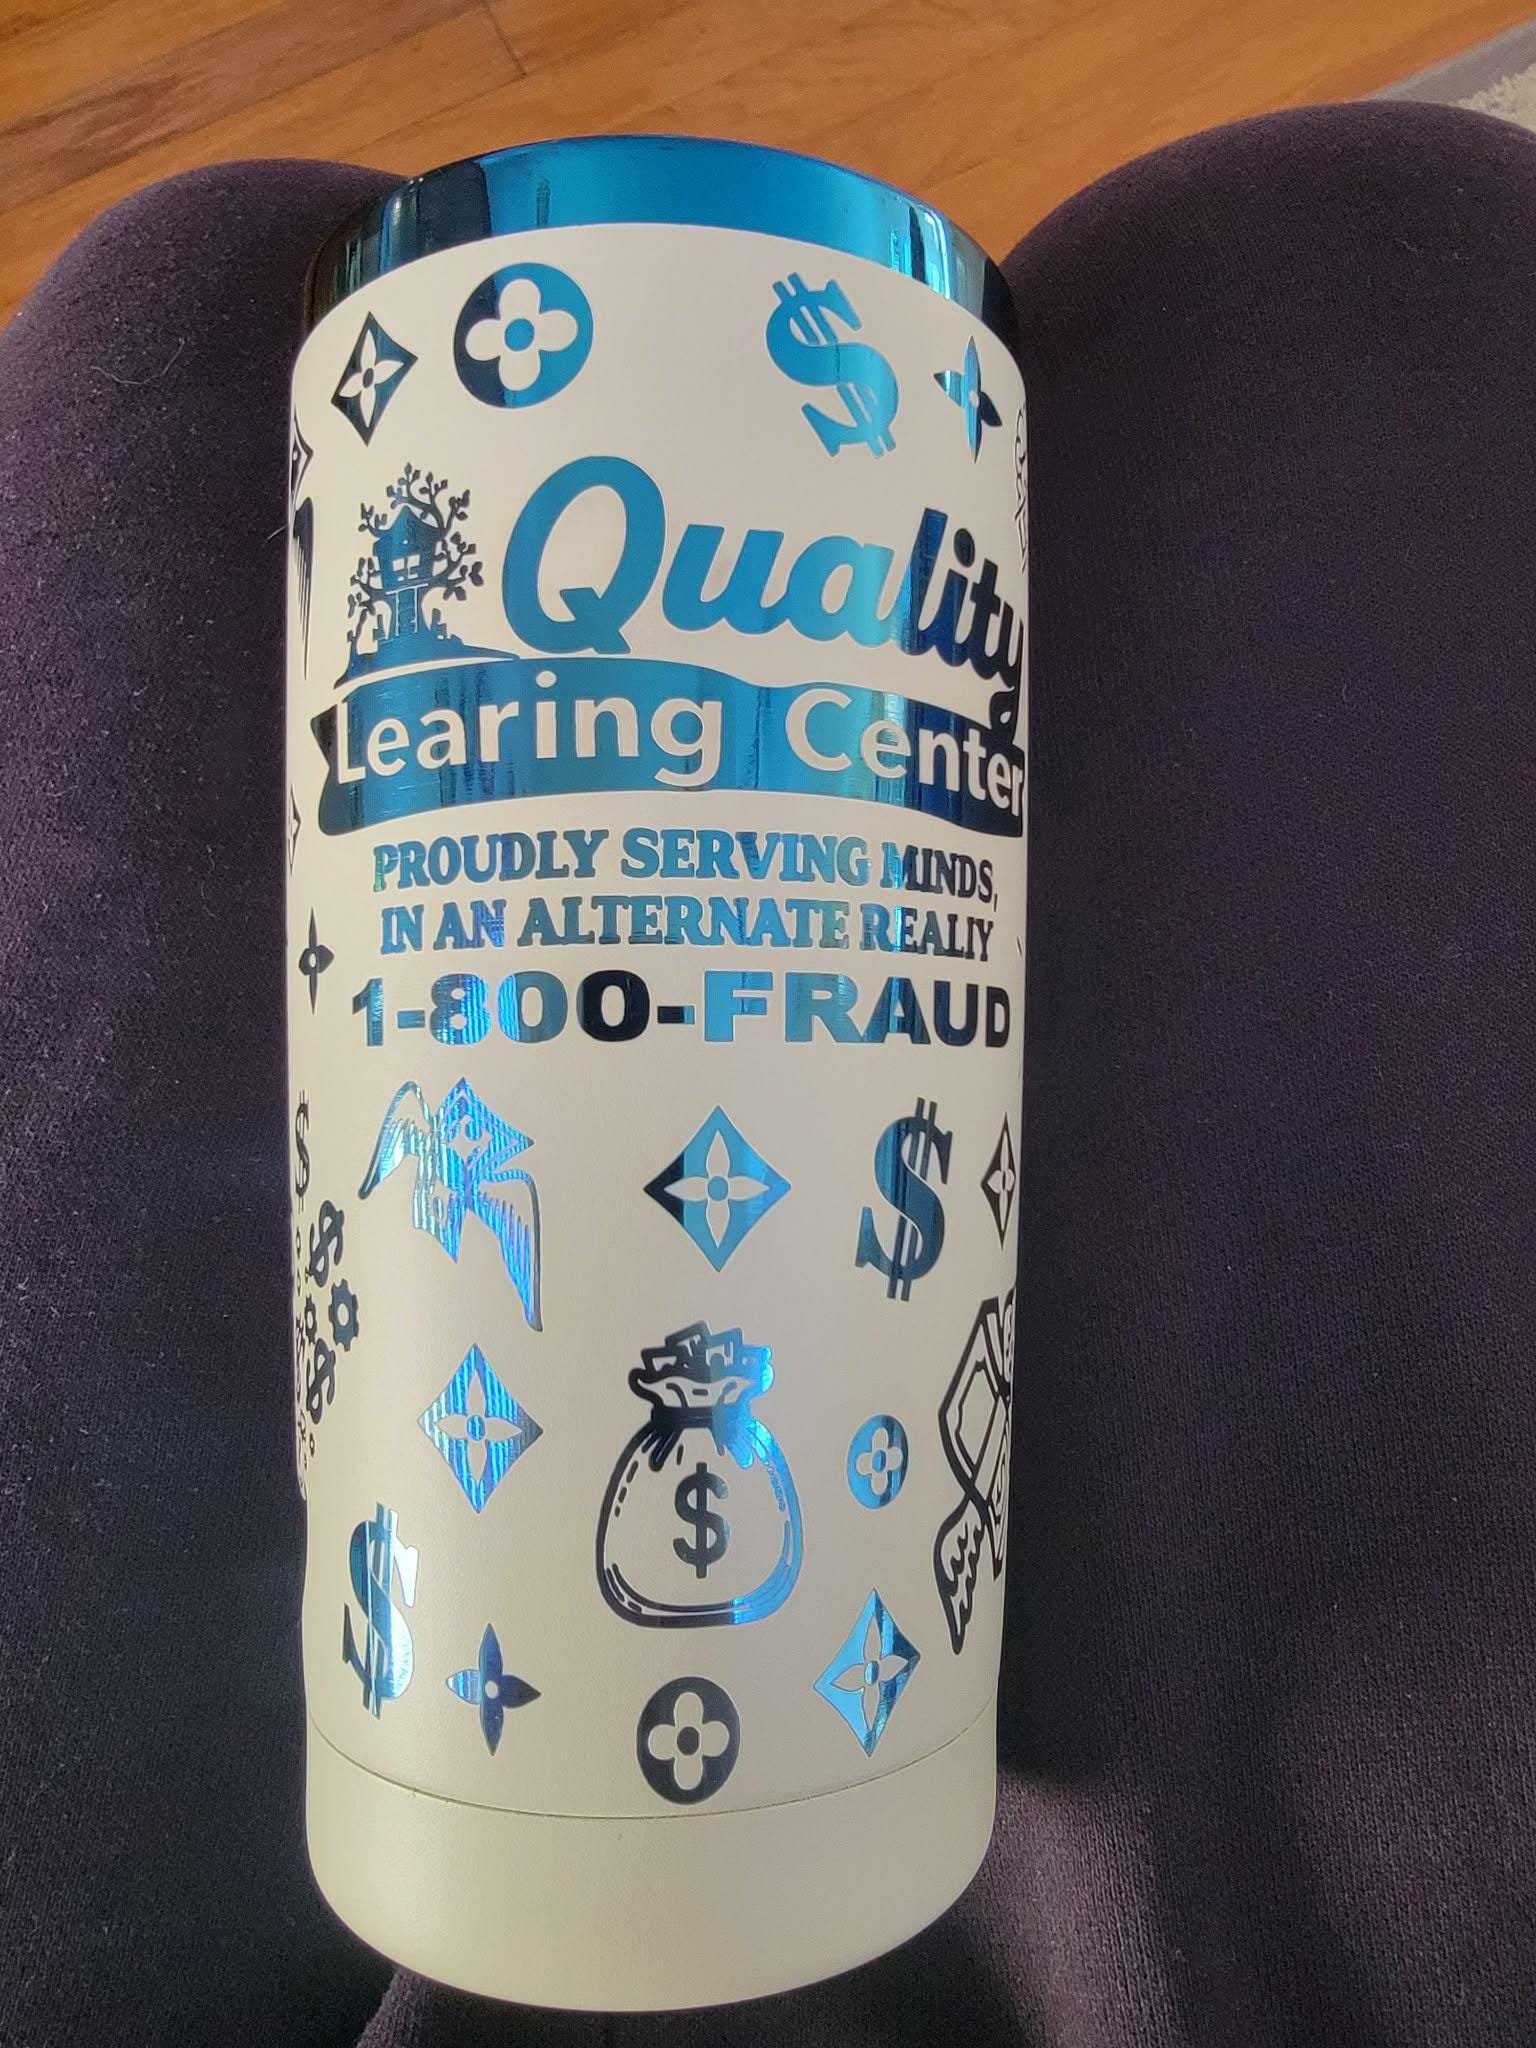 Quality
Learing Center
PROUDLY SERVING MINDS,
IN AN ALTERNATE REALIY
1-800-FRAUD
$